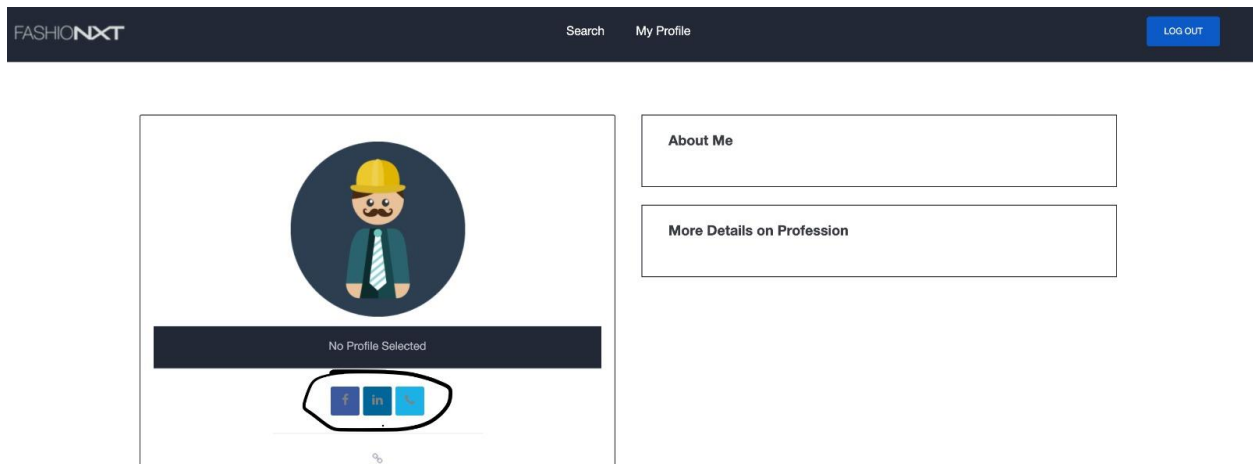 FASHIONXT
Search My Profile
LOG OUT
No Profile Selected
f in
About Me
More Details on Profession